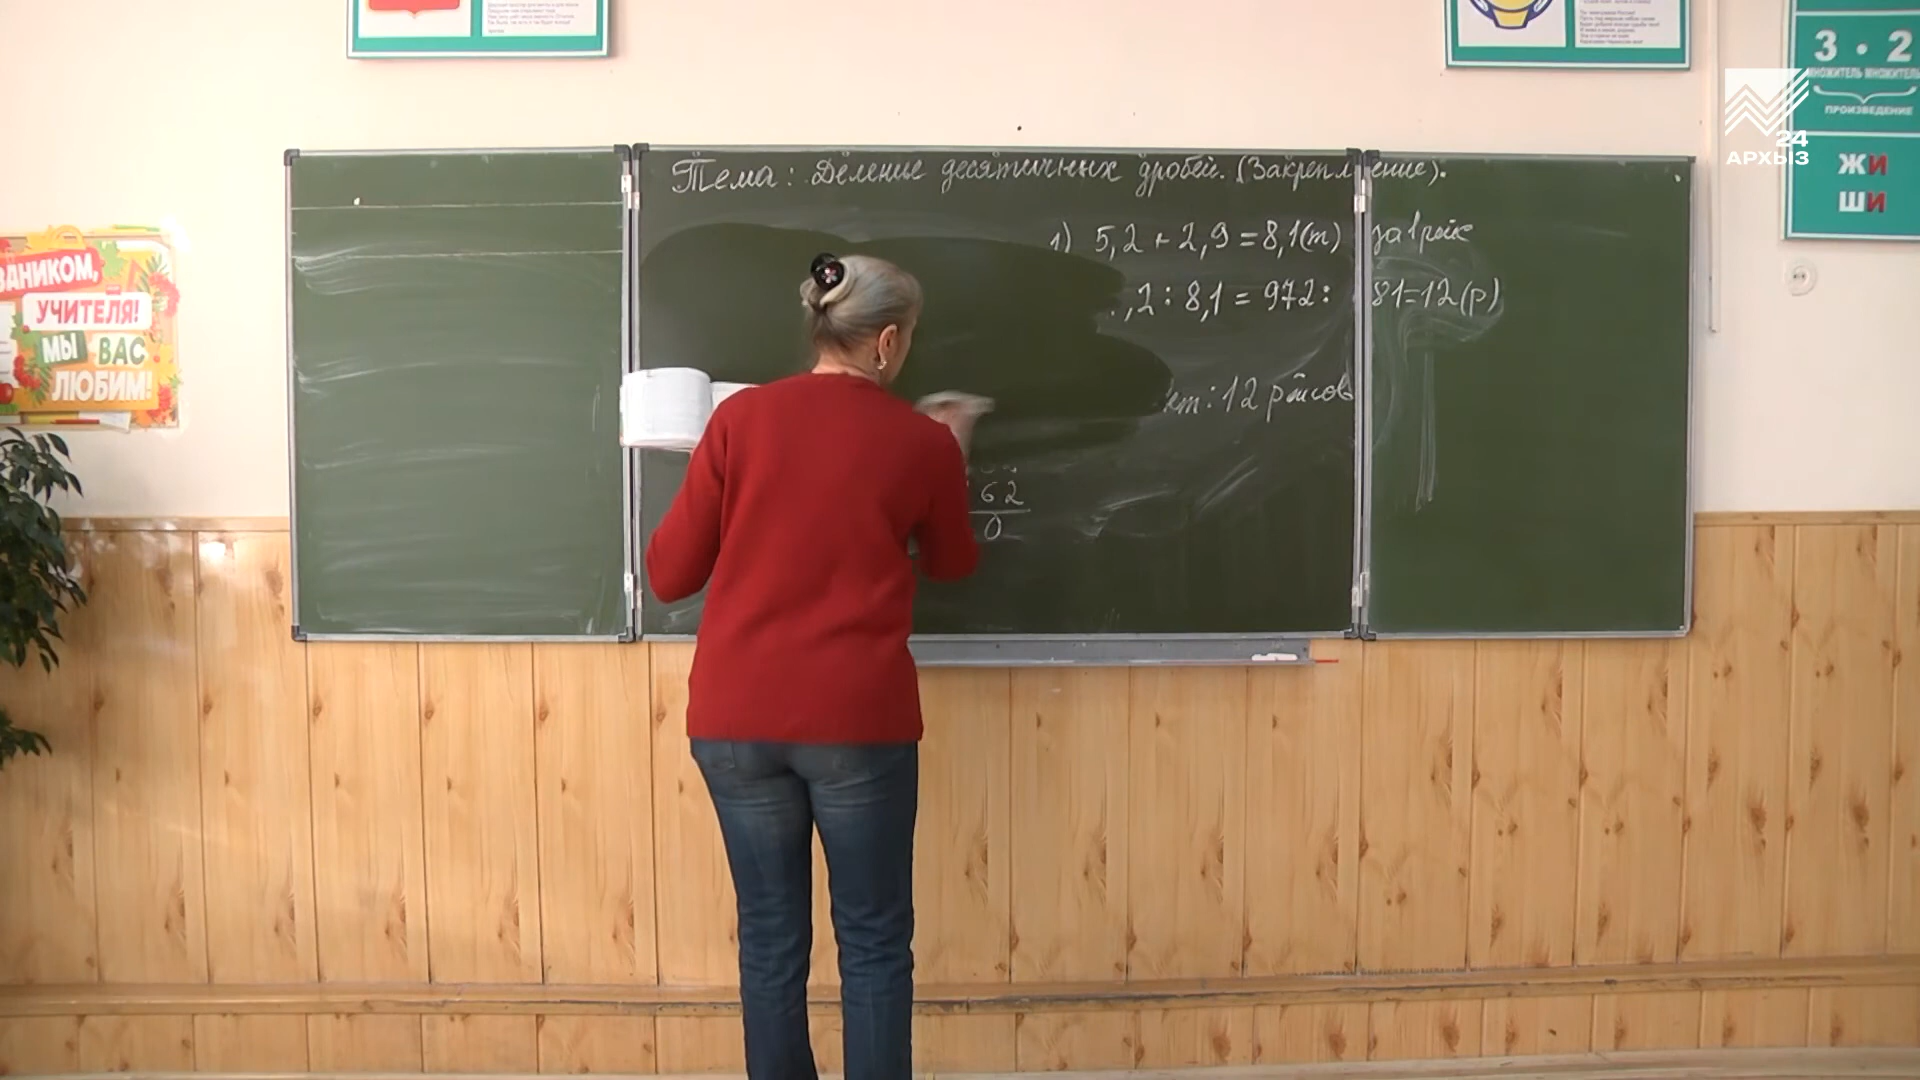 Тема: Деление десятичных дробей. (Закрепление).
1) 5,2 + 2,9 = 8,1(т) за 1 рейс
,2 : 8,1 = 972 : 81 = 12 (р)
ет: 12 рейсов
62
0
УЧИТЕЛЯ!
МЫ ВАС
ЛЮБИМ!
3 • 2
МНОЖИТЕЛЬ МНОЖИТЕЛЬ
ПРОИЗВЕДЕНИЕ
ЖИ
ШИ
24
АРХЫЗ